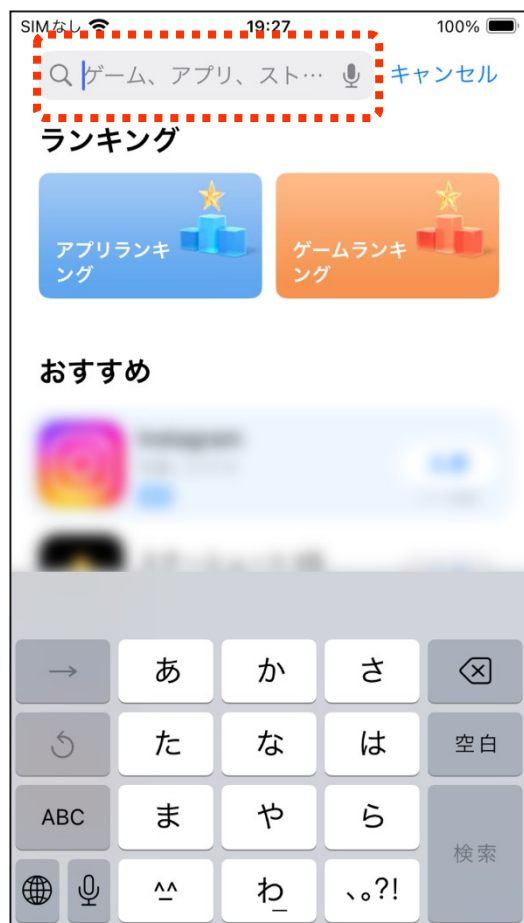 SIMなし 19:27 100%
ゲーム、アプリ、スト… キャンセル
ランキング
アプリランキ
ング
ゲームランキ
ング
おすすめ
Instagram
→ あ か さ
た な は 空白
ABC ま や ら
検索
^^ わ_ 、。?!